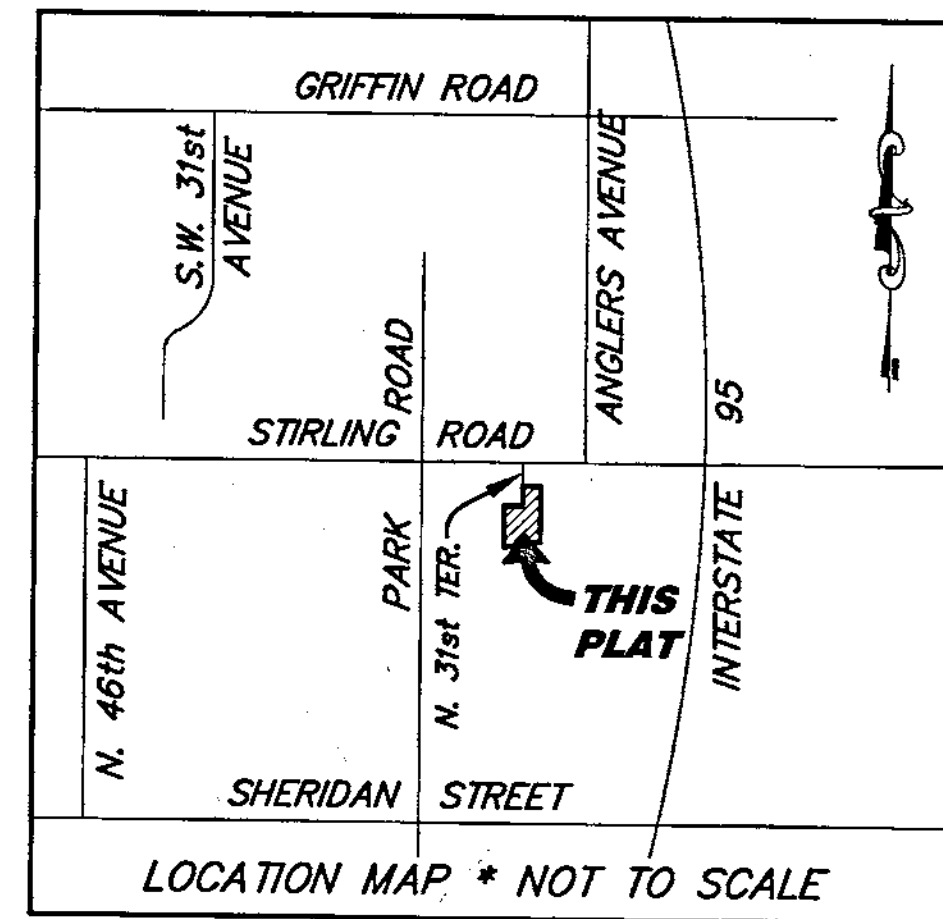 GRIFFIN ROAD
S.W. 31st
AVENUE
ANGLERS AVENUE
PARK ROAD
STIRLING ROAD
INTERSTATE 95
N. 46th AVENUE
N. 31st TER.
THIS
PLAT
SHERIDAN STREET
LOCATION MAP * NOT TO SCALE